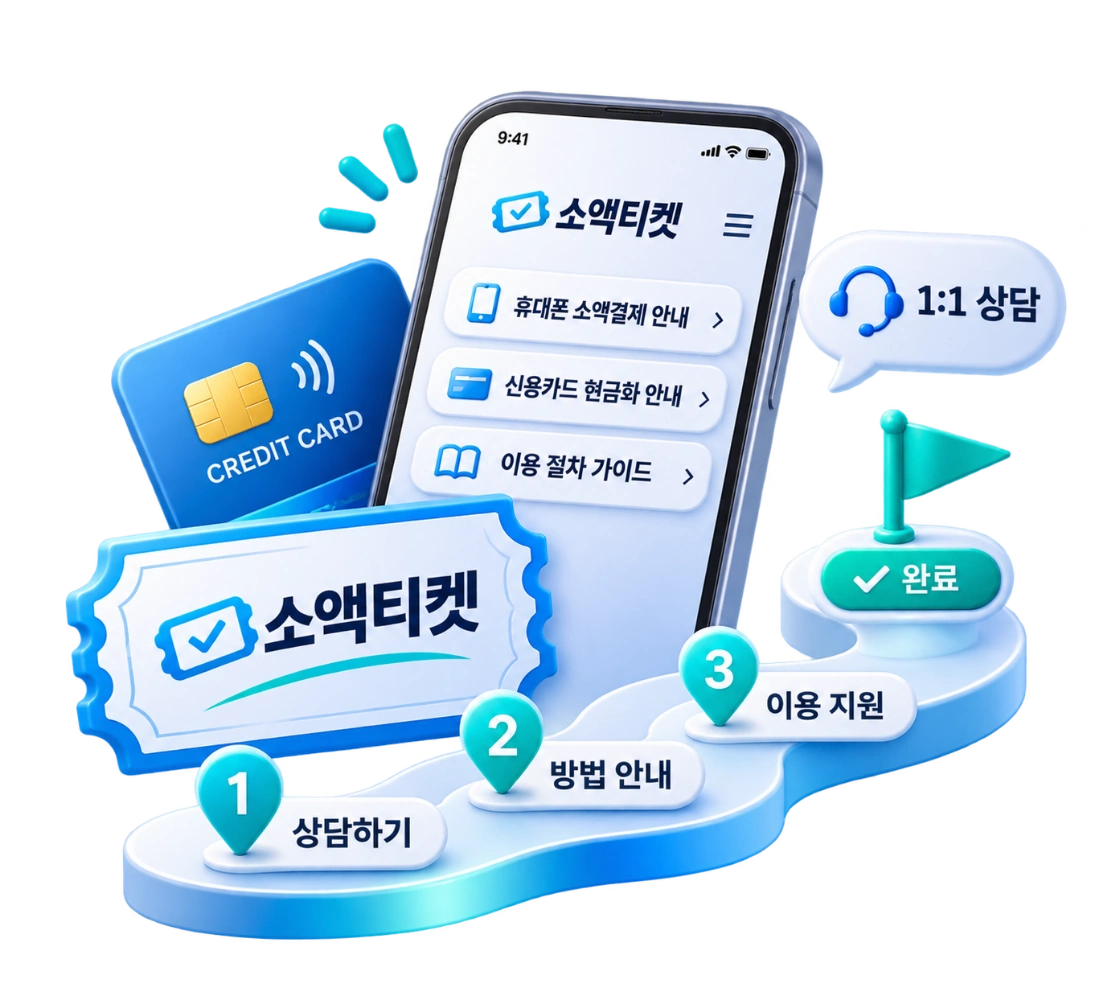 9:41
소액티켓
휴대폰 소액결제 안내
신용카드 현금화 안내
이용 절차 가이드
1:1 상담
CREDIT CARD
소액티켓
1
상담하기
2
방법 안내
3
이용 지원
완료